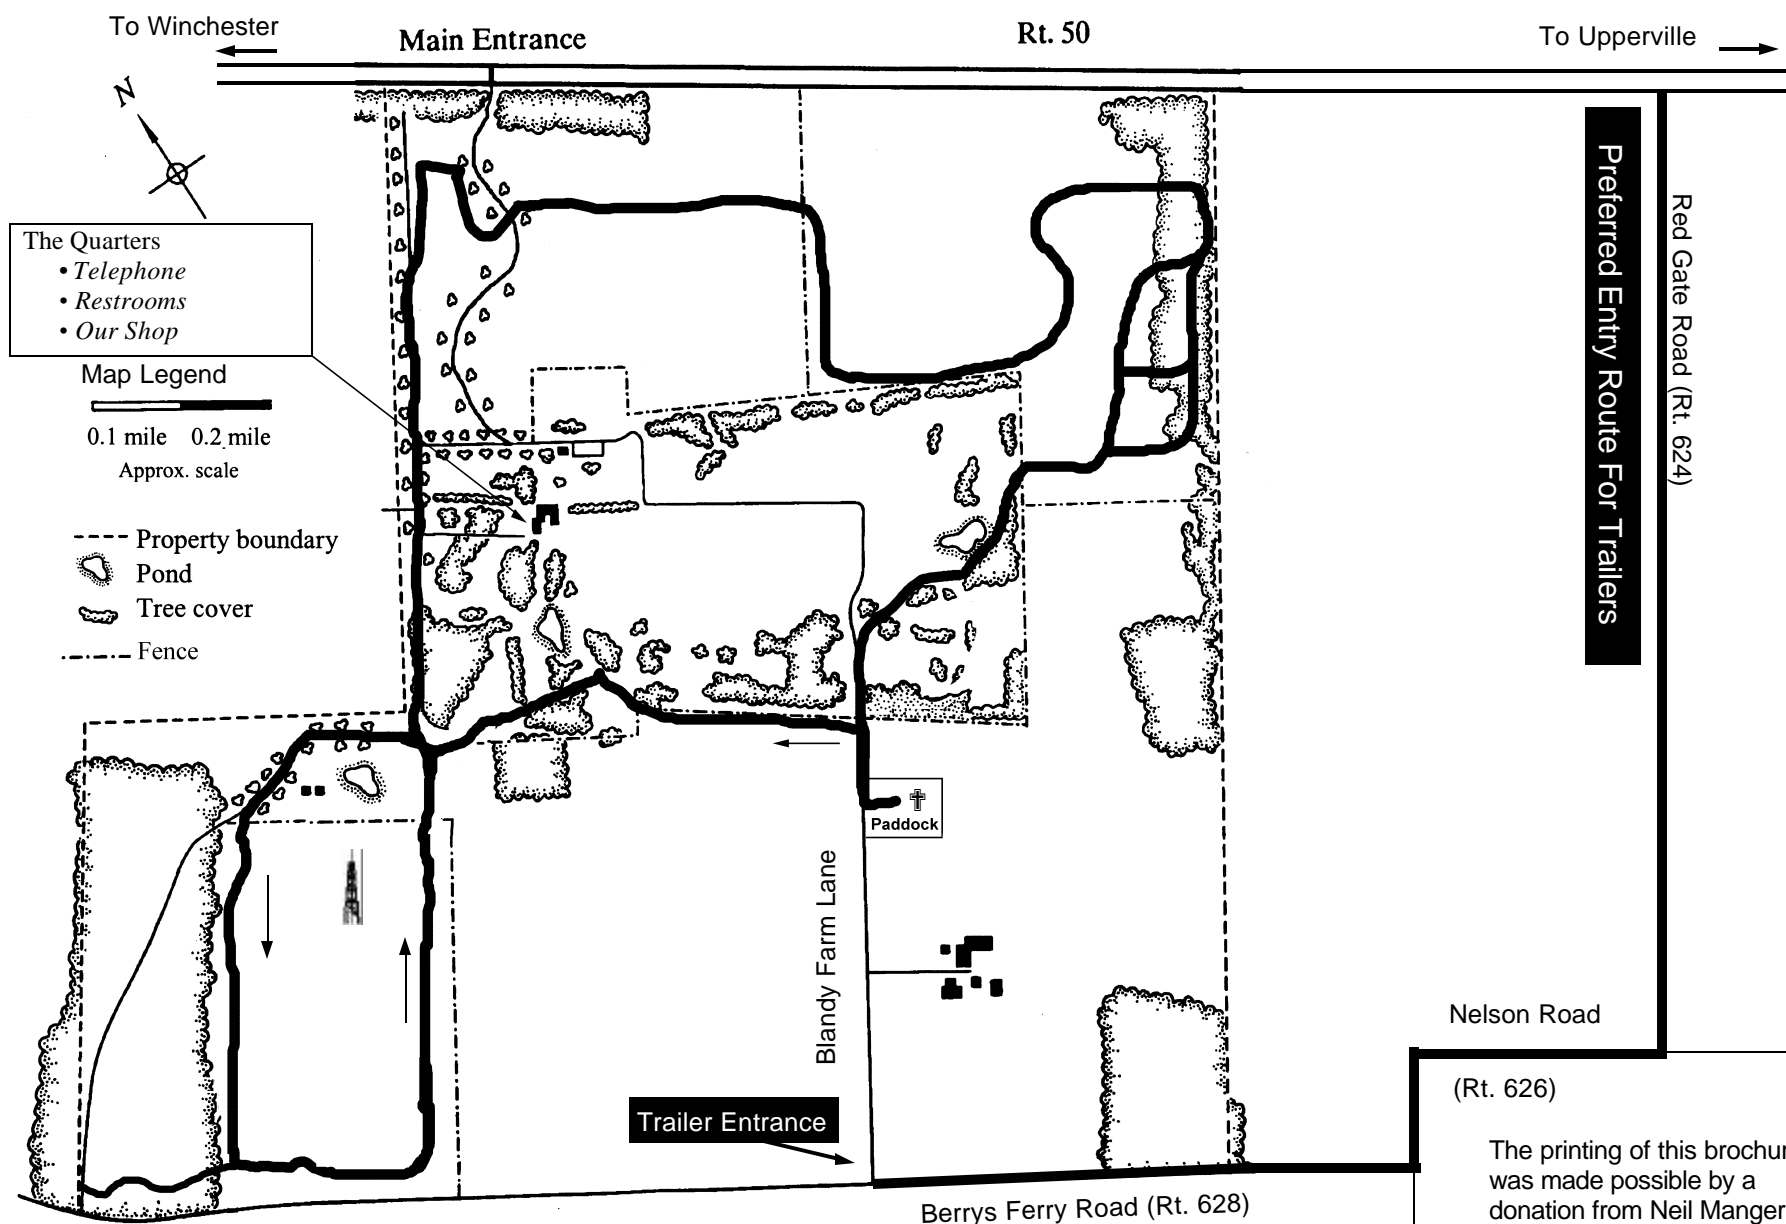 To Winchester
Main Entrance
Rt. 50
To Upperville
N
The Quarters
• Telephone
• Restrooms
• Our Shop
Map Legend
0.1 mile 0.2 mile
Approx. scale
Property boundary
Pond
Tree cover
Fence
Preferred Entry Route For Trailers
Red Gate Road (Rt. 624)
Paddock
Blandy Farm Lane
Trailer Entrance
Nelson Road
(Rt. 626)
Berrys Ferry Road (Rt. 628)
The printing of this brochur
was made possible by a
donation from Neil Manger